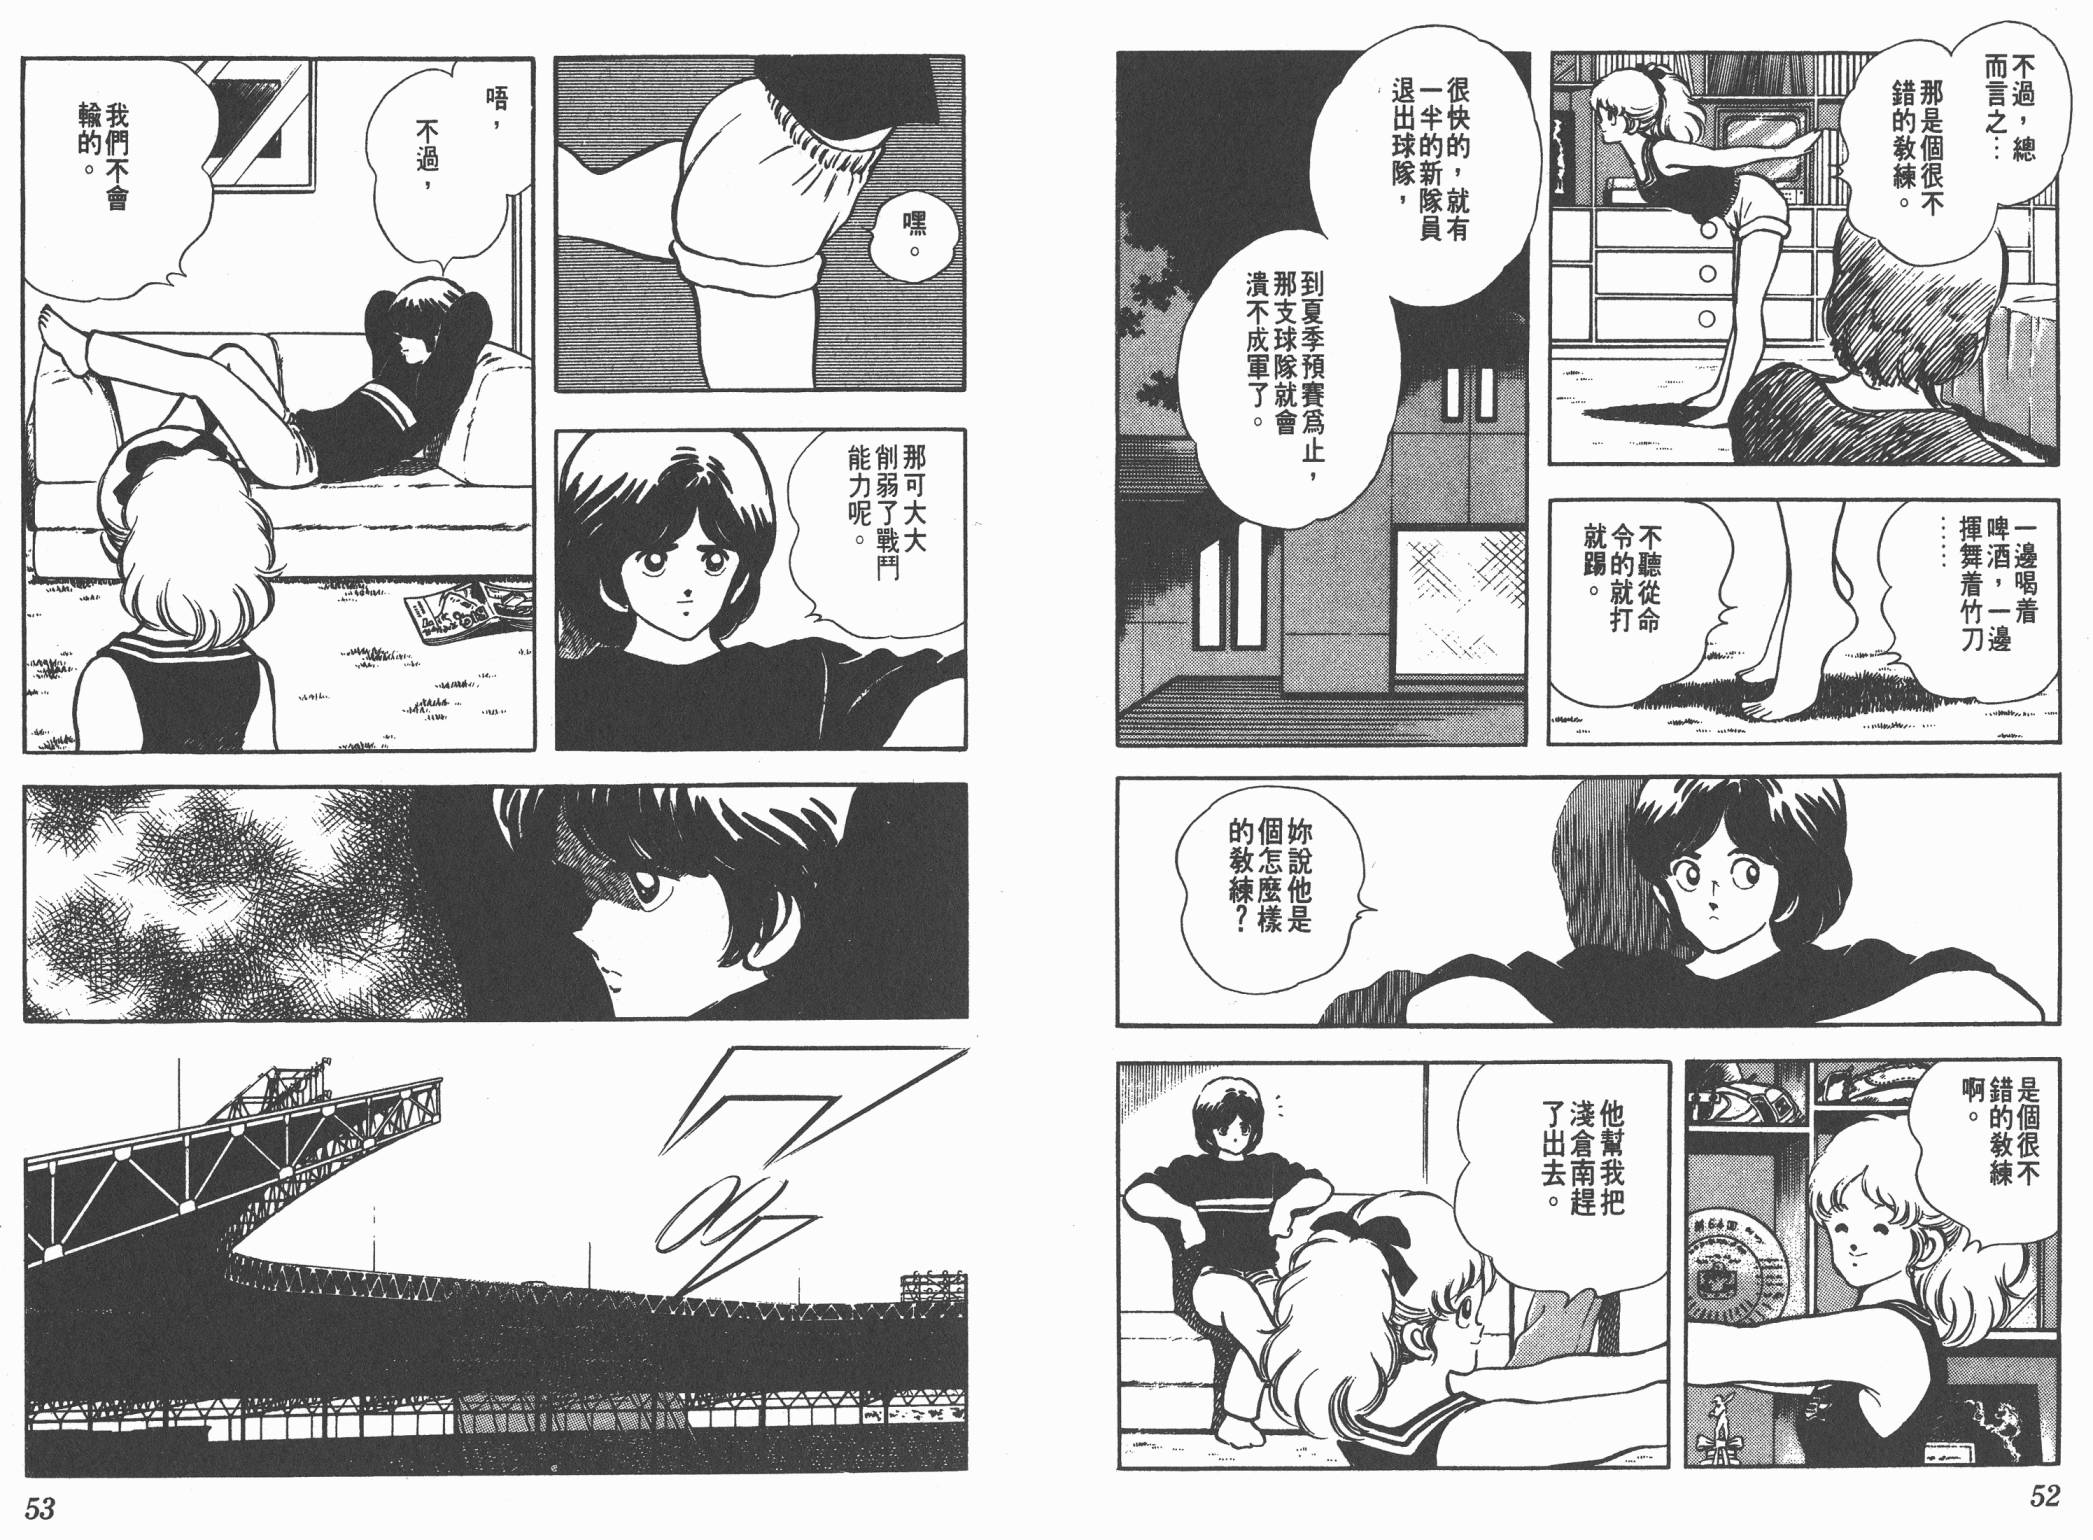 不過，總
而言之…
那是個很不
錯的教練。
一邊喝着
啤酒，一邊
揮舞着竹刀
……
不聽從命
令的就打
就踢。
很快的，就有
一半的新隊員
退出球隊，
到夏季預賽爲止，
那支球隊就會
潰不成軍了。
妳說他是
個怎麼樣
的教練？
是個很不
錯的教練
啊。
他幫我把
淺倉南趕
了出去。
52
嘿。
那可大大
削弱了戰鬥
能力呢。
唔，
不過，
我們不會
輸的。
ワァ
53